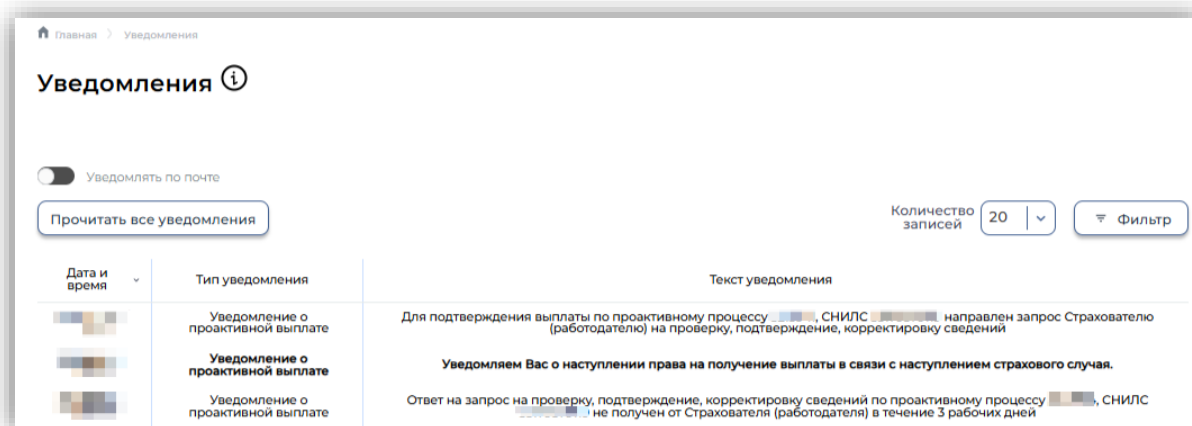 Главная > Уведомления
Уведомления
Уведомлять по почте
Прочитать все уведомления
Количество записей
20
Фильтр
Дата и время
Тип уведомления
Текст уведомления
Уведомление о
проактивной выплате
Для подтверждения выплаты по проактивному процессу , СНИЛС направлен запрос Страхователю
(работодателю) на проверку, подтверждение, корректировку сведений
Уведомление о
проактивной выплате
Уведомляем Вас о наступлении права на получение выплаты в связи с наступлением страхового случая.
Уведомление о
проактивной выплате
Ответ на запрос на проверку, подтверждение, корректировку сведений по проактивному процессу , СНИЛС
не получен от Страхователя (работодателя) в течение 3 рабочих дней